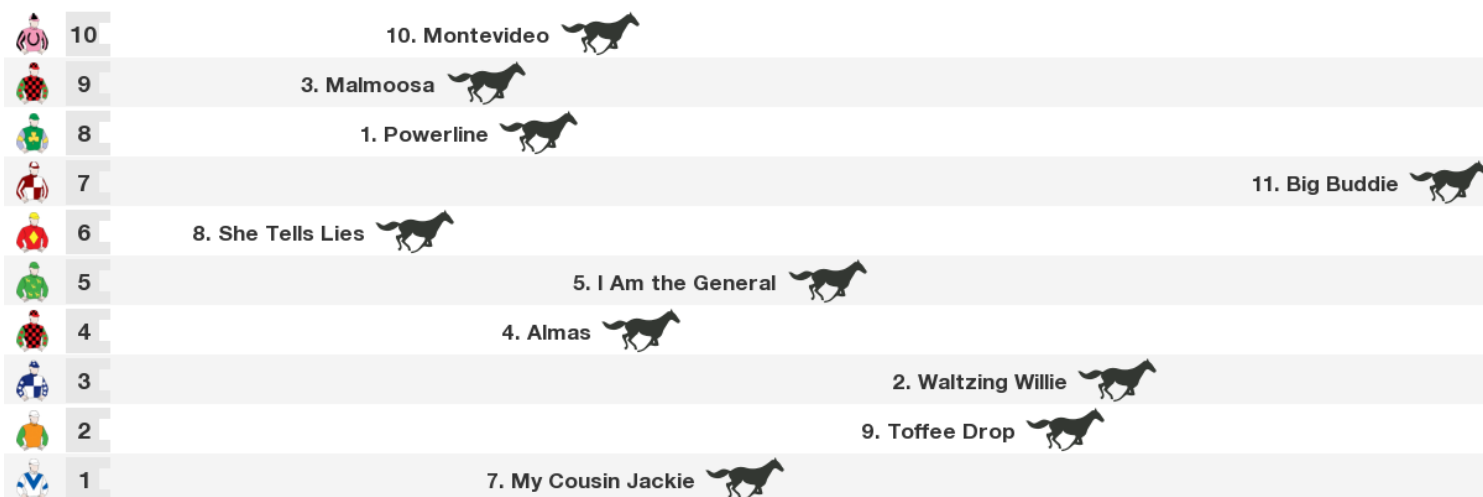 10 10. Montevideo
9 3. Malmoosa
8 1. Powerline
7 11. Big Buddie
6 8. She Tells Lies
5 5. I Am the General
4 4. Almas
3 2. Waltzing Willie
2 9. Toffee Drop
1 7. My Cousin Jackie